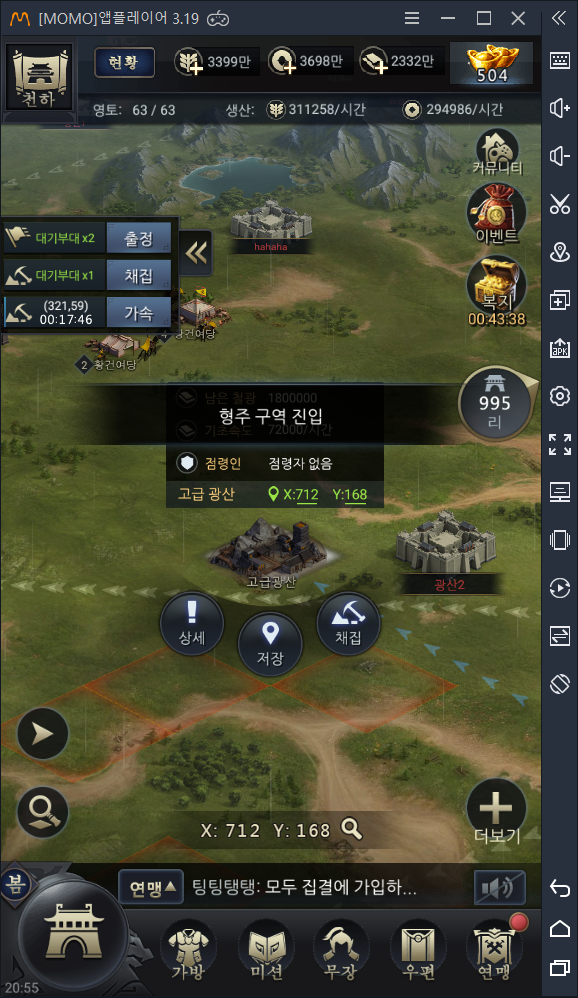 [MOMO]앱플레이어 3.19
천하
현황
3399만
3698만
2332만
504
영토: 63 / 63
생산:
311258/시간
294986/시간
커뮤니티
hahaha
이벤트
대기부대 x2
출정
대기부대 x1
채집
(321,59)
00:17:46
가속
복지
00:43:38
황건여당
2 황건여당
남은 철광 1800000
형주 구역 진입
기초속도 72000/시간
995
리
점령인 점령자 없음
고급 광산 X:712 Y:168
고급광산
광산2
상세
저장
채집
X: 712 Y: 168
더보기
봄
연맹
팅팅탱탱: 모두 집결에 가입하...
가방
미션
무장
우편
연맹
20:55
APK